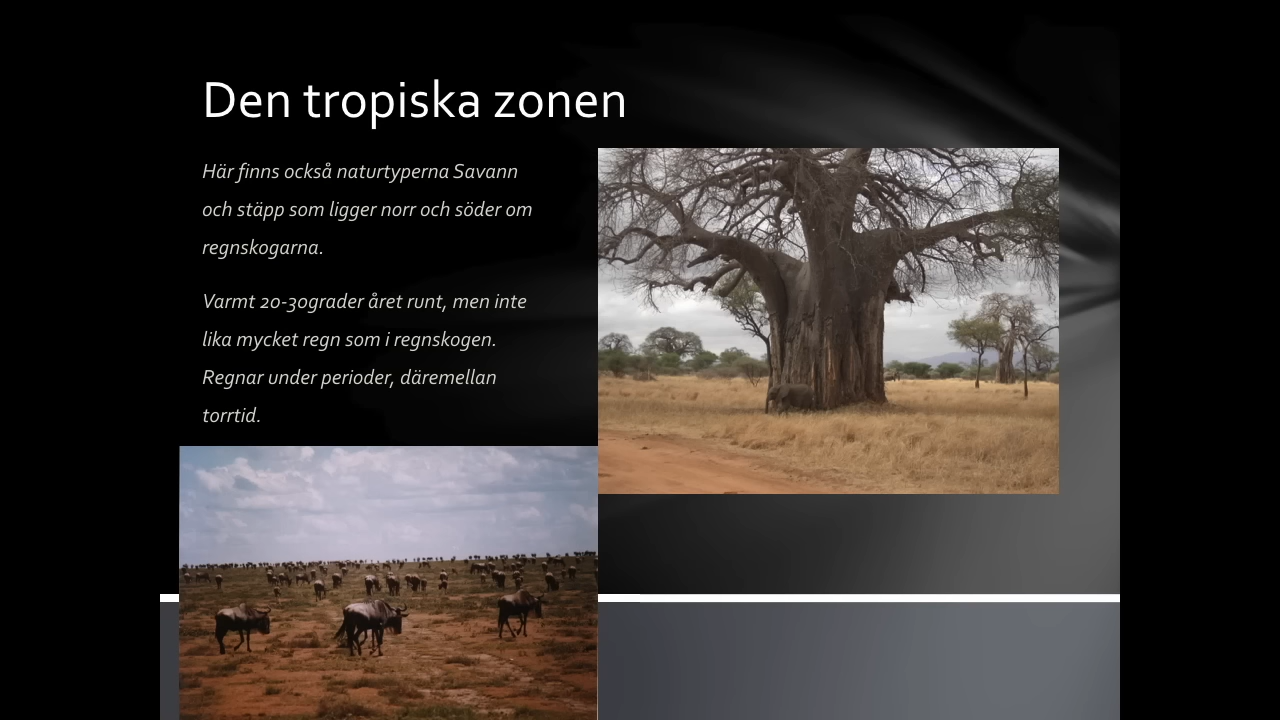 Den tropiska zonen
Här finns också naturtyperna Savann
och stäpp som ligger norr och söder om
regnskogarna.
Varmt 20-30grader året runt, men inte
lika mycket regn som i regnskogen.
Regnar under perioder, däremellan
torrtid.